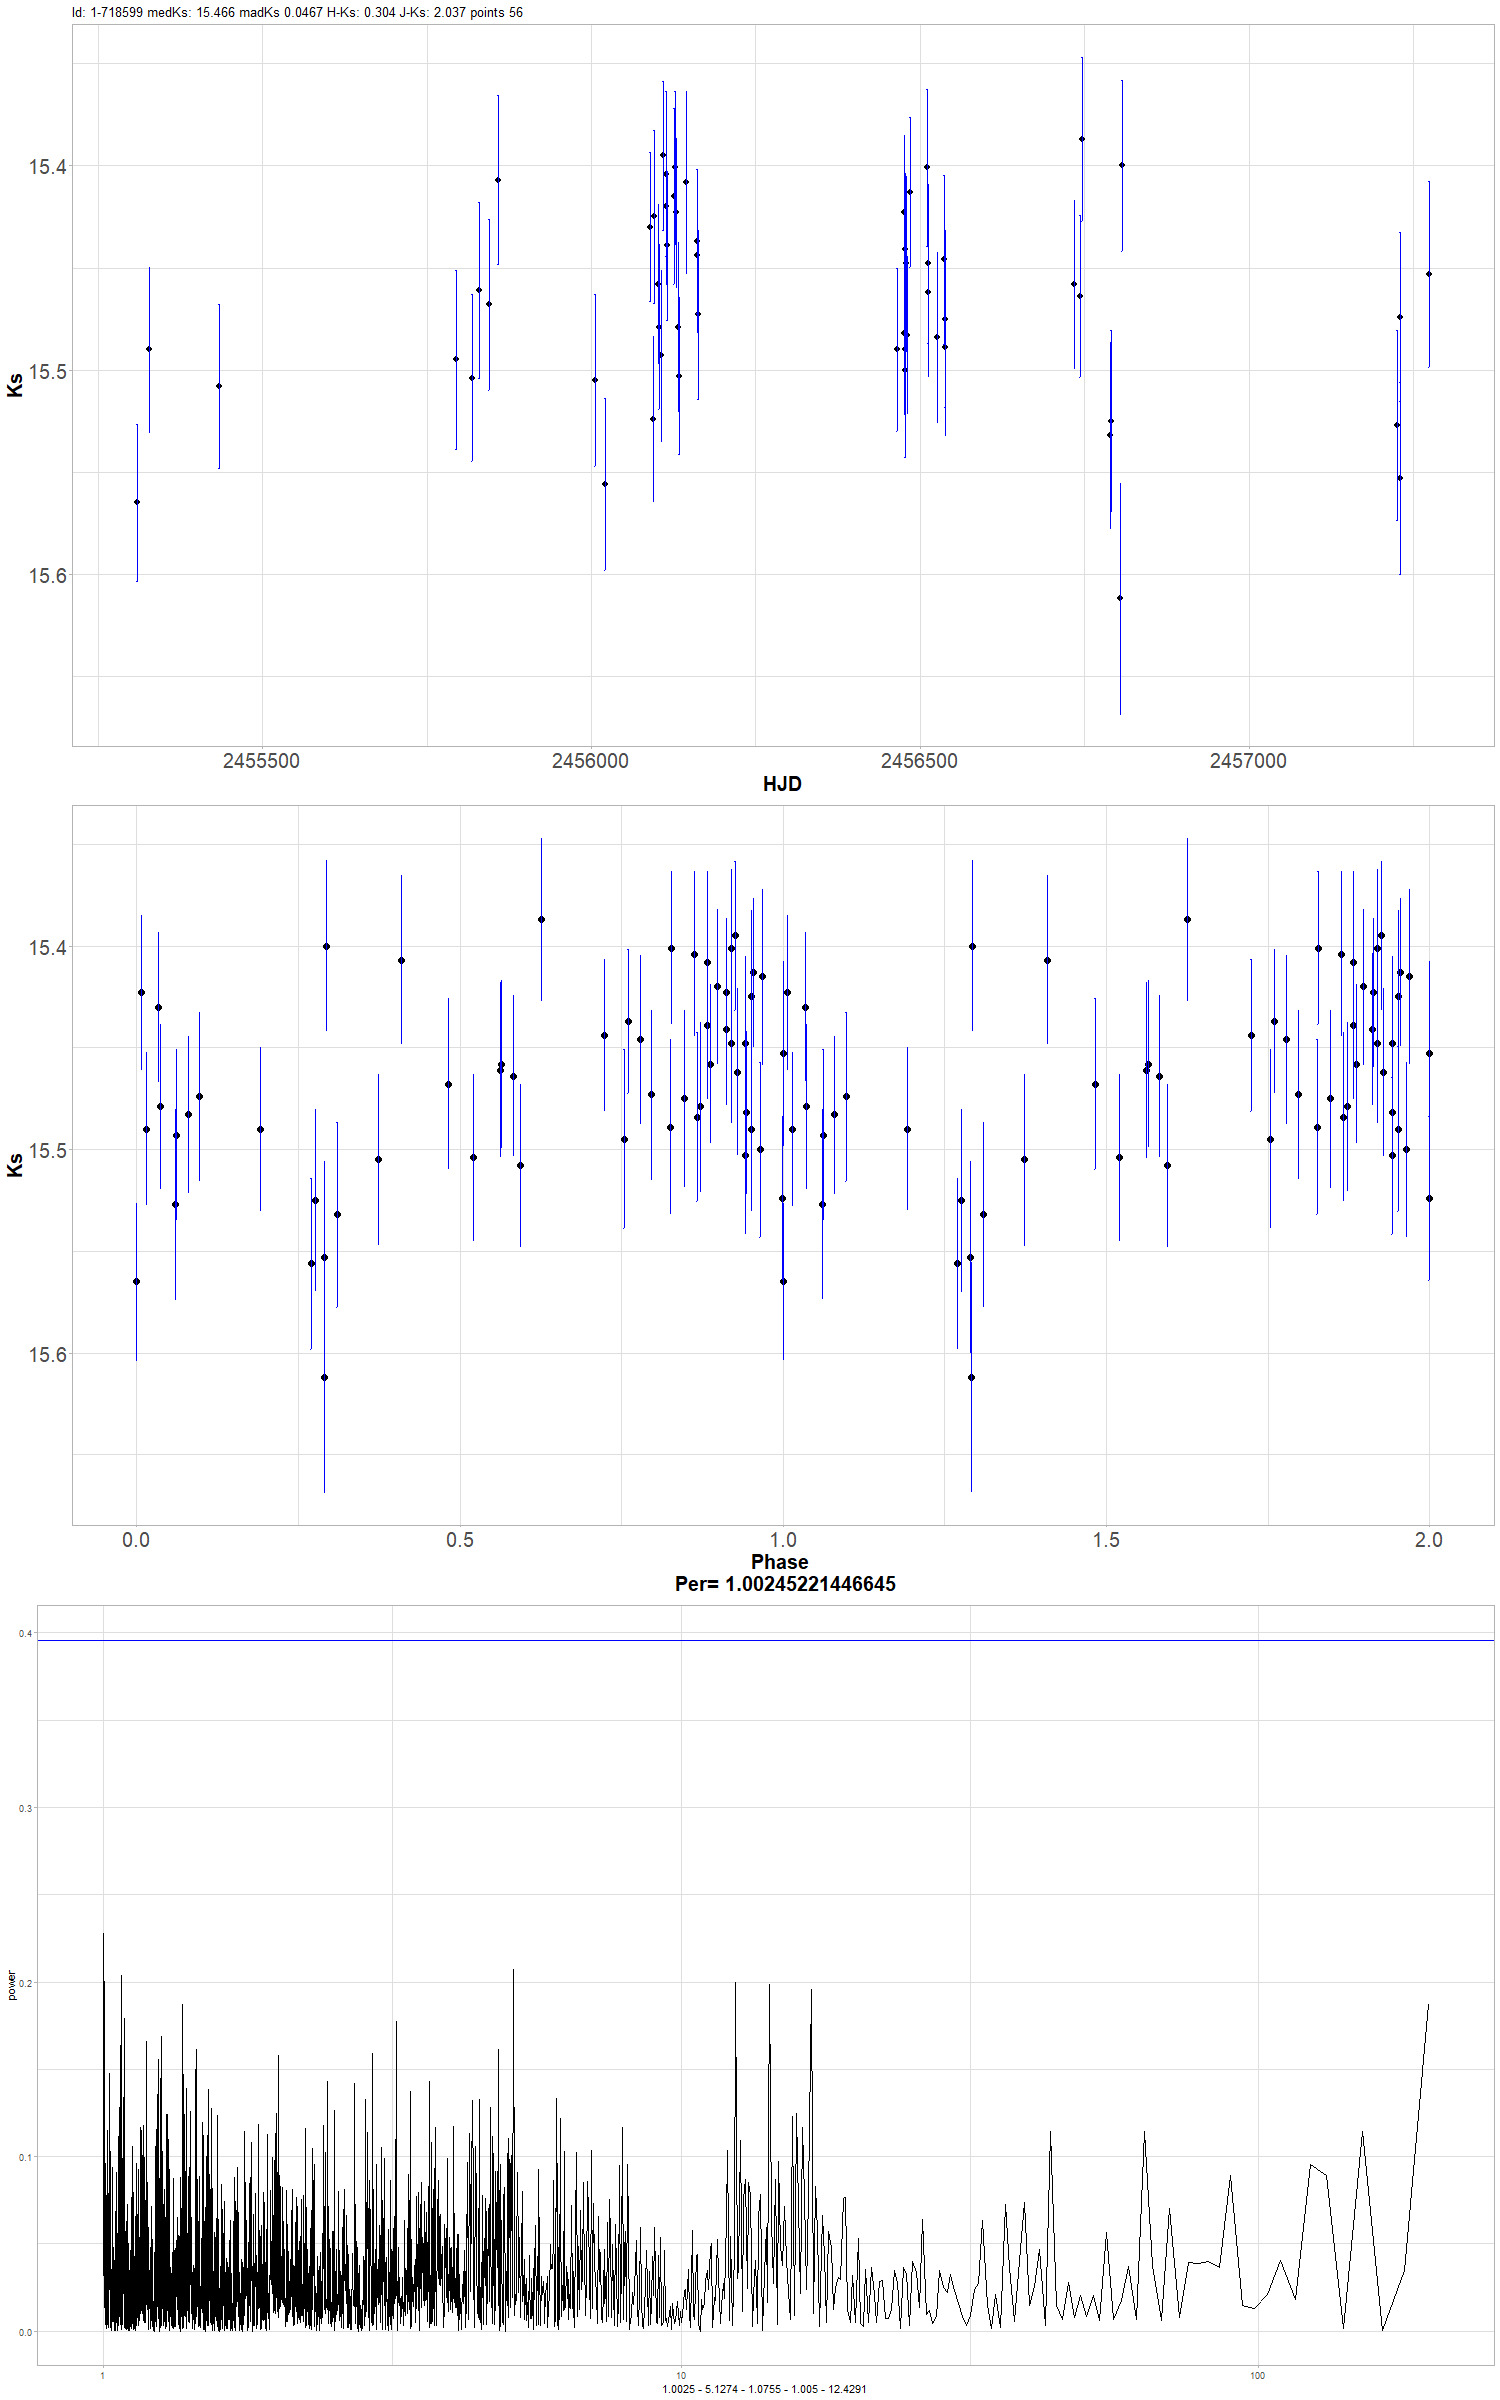 Id: 1-718599 medKs: 15.466 madKs 0.0467 H-Ks: 0.304 J-Ks: 2.037 points 56
15.4
15.5
15.6
Ks
2455500 2456000 2456500 2457000
HJD
15.4
15.5
15.6
Ks
0.0 0.5 1.0 1.5 2.0
Phase
Per= 1.00245221446645
0.4
0.3
0.2
0.1
0.0
power
1 10 100
1.0025 - 5.1274 - 1.0755 - 1.005 - 12.4291